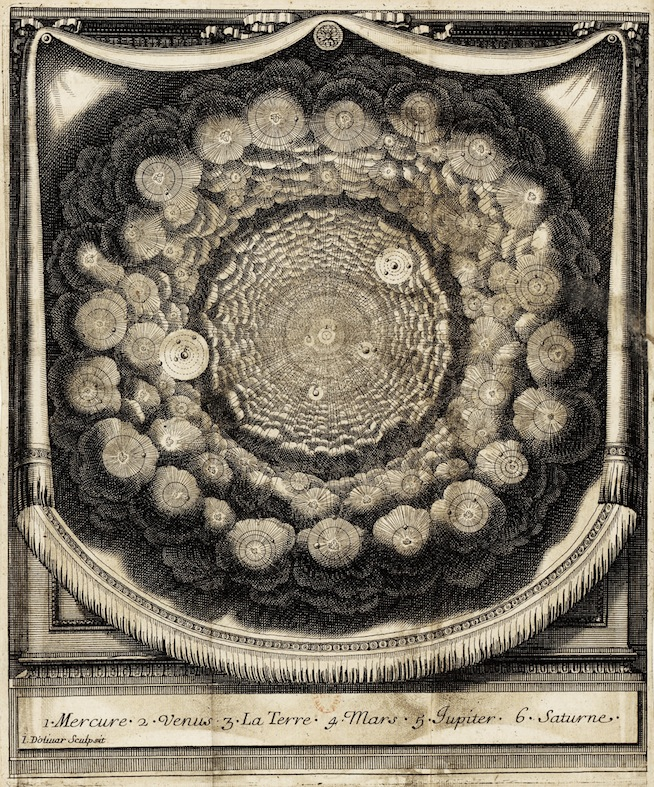 1·Mercure· 2·Venus 3·La Terre· 4·Mars· 5·Jupiter· 6·Saturne·
I. Dolivar Sculpsit